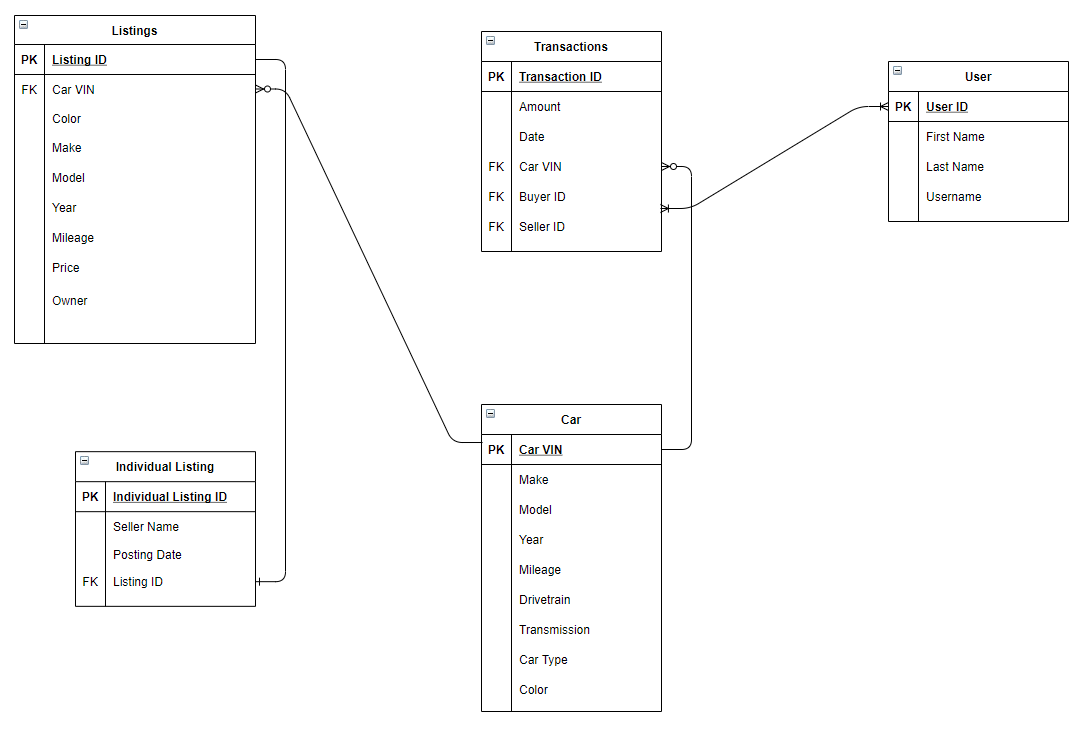 Listings
PK Listing ID
FK Car VIN
Color
Make
Model
Year
Mileage
Price
Owner
Transactions
PK Transaction ID
Amount
Date
FK Car VIN
FK Buyer ID
FK Seller ID
User
PK User ID
First Name
Last Name
Username
Individual Listing
PK Individual Listing ID
Seller Name
Posting Date
FK Listing ID
Car
PK Car VIN
Make
Model
Year
Mileage
Drivetrain
Transmission
Car Type
Color